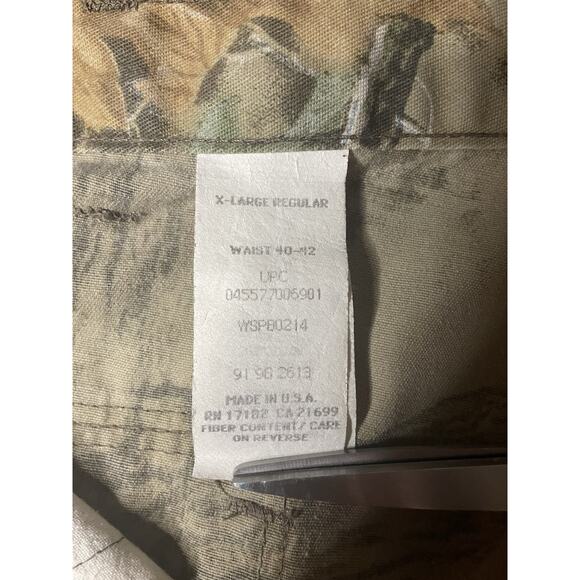 X-LARGE REGULAR
WAIST 40-42
UPC
045577006901
WSPB0214
91 98 2613
MADE IN U.S.A.
RN 17182 CA 21699
FIBER CONTENT/ CARE
ON REVERSE